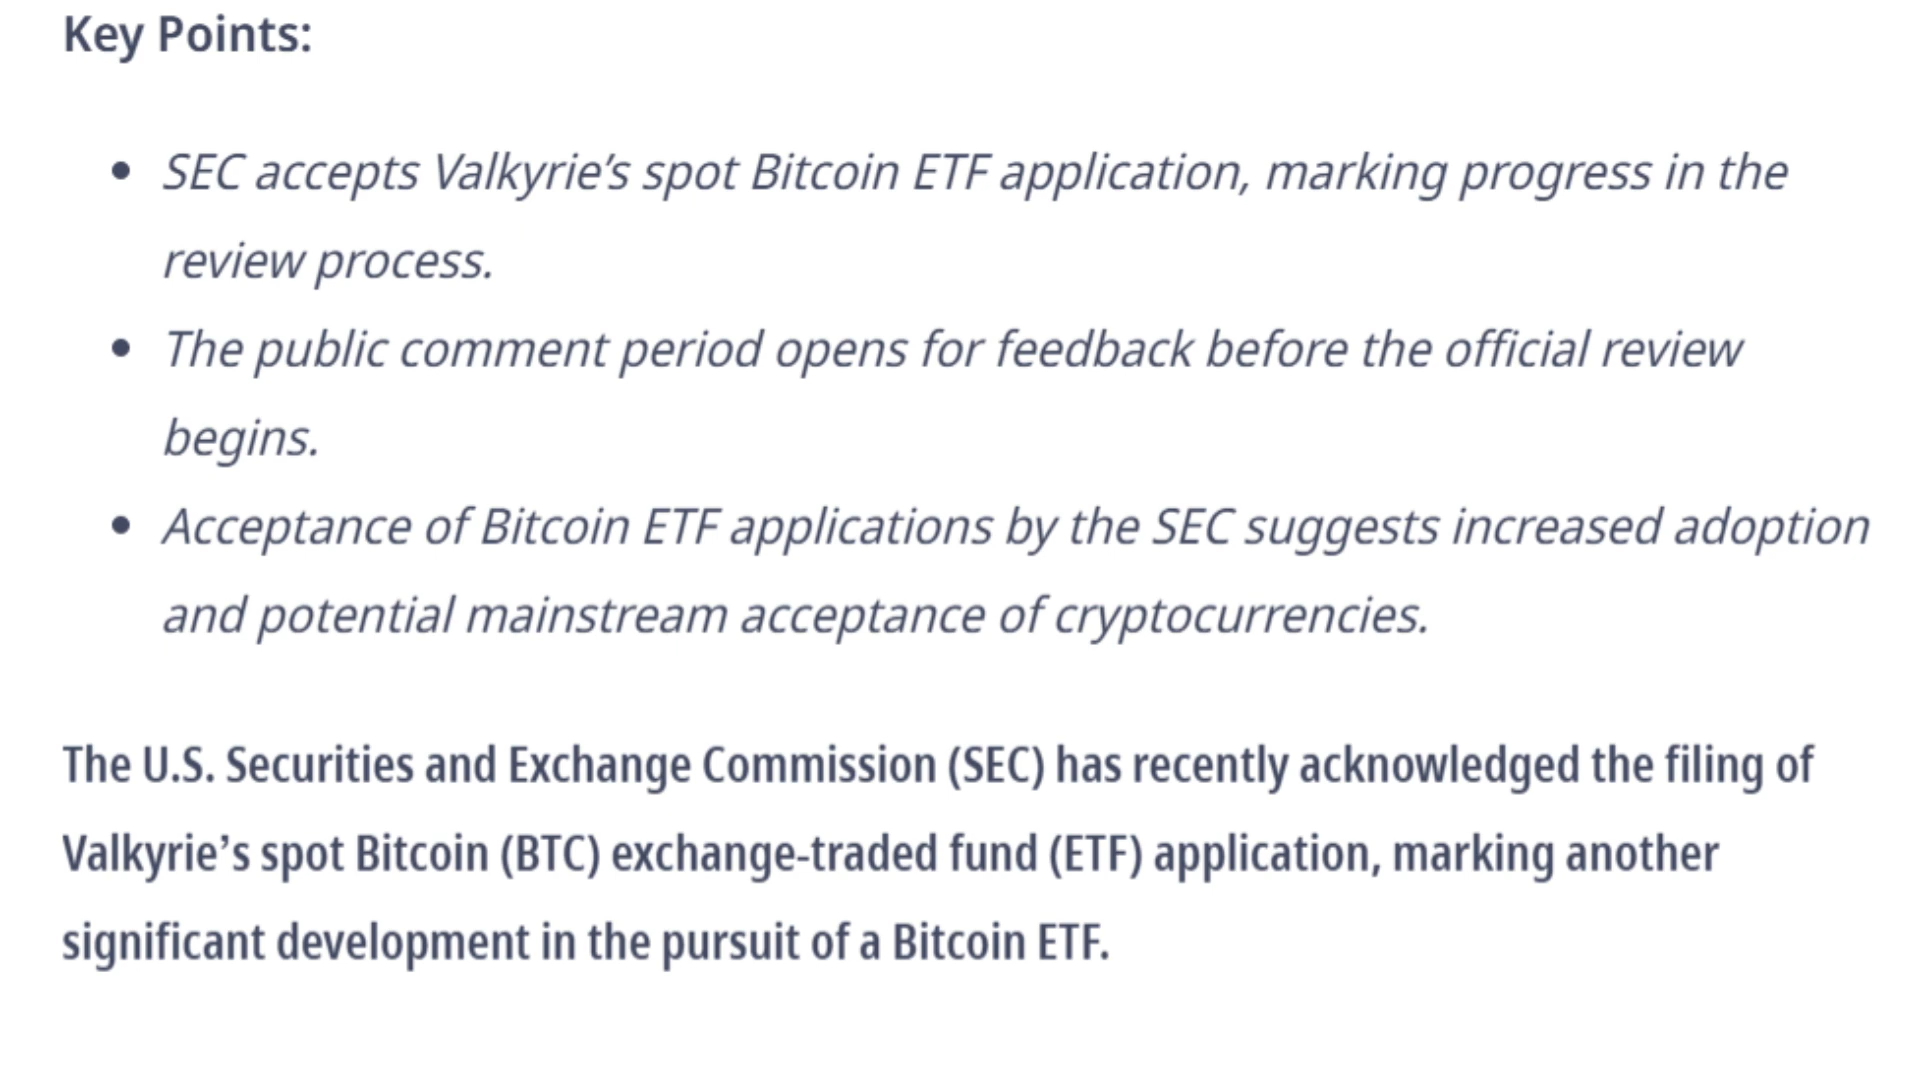 Key Points:
• SEC accepts Valkyrie’s spot Bitcoin ETF application, marking progress in the
review process.
• The public comment period opens for feedback before the official review
begins.
• Acceptance of Bitcoin ETF applications by the SEC suggests increased adoption
and potential mainstream acceptance of cryptocurrencies.
The U.S. Securities and Exchange Commission (SEC) has recently acknowledged the filing of
Valkyrie’s spot Bitcoin (BTC) exchange-traded fund (ETF) application, marking another
significant development in the pursuit of a Bitcoin ETF.